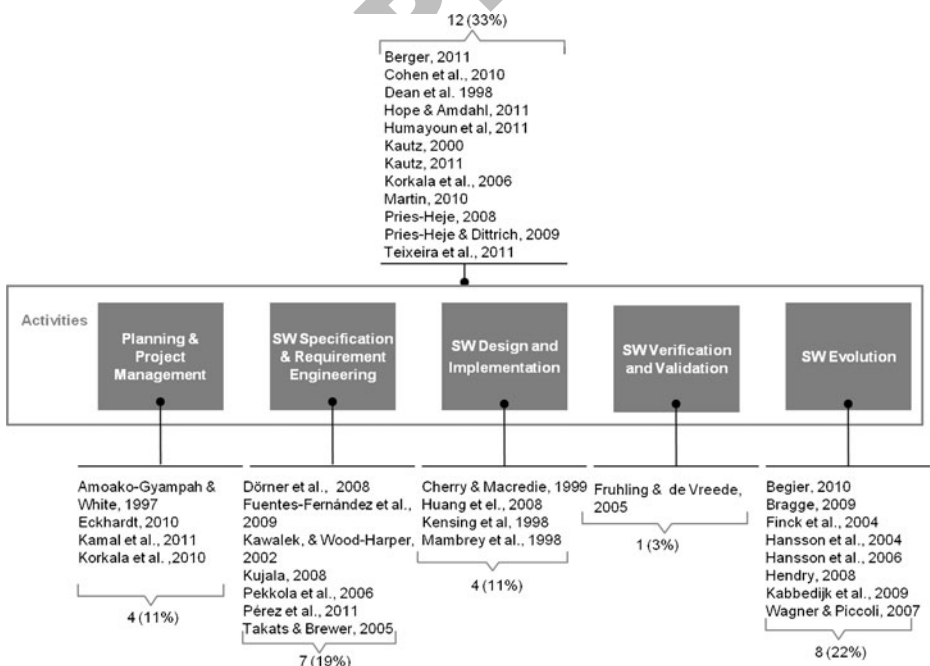 12 (33%)
Berger, 2011
Cohen et al., 2010
Dean et al. 1998
Hope & Amdahl, 2011
Humayoun et al, 2011
Kautz, 2000
Kautz, 2011
Korkala et al., 2006
Martin, 2010
Pries-Heje, 2008
Pries-Heje & Dittrich, 2009
Teixeira et al., 2011
Activities
Planning &
Project
Management
SW Specification
& Requirement
Engineering
SW Design and
Implementation
SW Verification
and Validation
SW Evolution
Amoako-Gyampah &
White, 1997
Eckhardt, 2010
Kamal et al., 2011
Korkala et al. ,2010
4 (11%)
Dörner et al., 2008
Fuentes-Fernández et al.,
2009
Kawalek, & Wood-Harper,
2002
Kujala, 2008
Pekkola et al., 2006
Pérez et al., 2011
Takats & Brewer, 2005
7 (19%)
Cherry & Macredie, 1999
Huang et el., 2008
Kensing et al, 1998
Mambrey et al., 1998
4 (11%)
Fruhling & de Vreede,
2005
1 (3%)
Begier, 2010
Bragge, 2009
Finck et al., 2004
Hansson et al., 2004
Hansson et al., 2006
Hendry, 2008
Kabbedijk et al., 2009
Wagner & Piccoli, 2007
8 (22%)